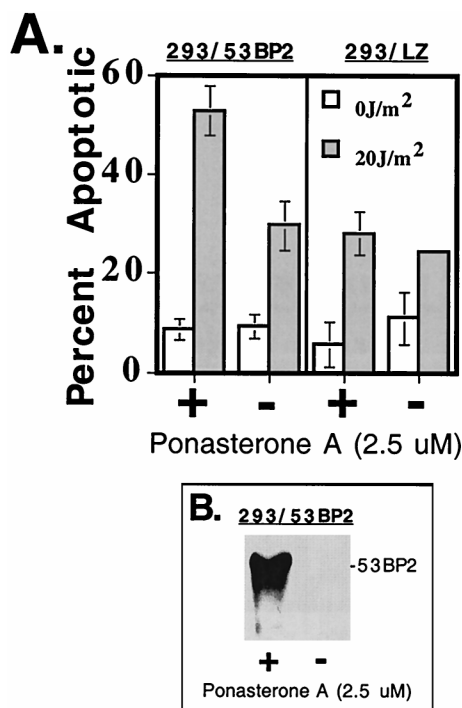 A.
293/53BP2 293/LZ
Percent Apoptotic
60
40
20
0
0J/m²
20J/m²
+ - + -
Ponasterone A (2.5 uM)
B.
293/53BP2
-53BP2
+ -
Ponasterone A (2.5 uM)